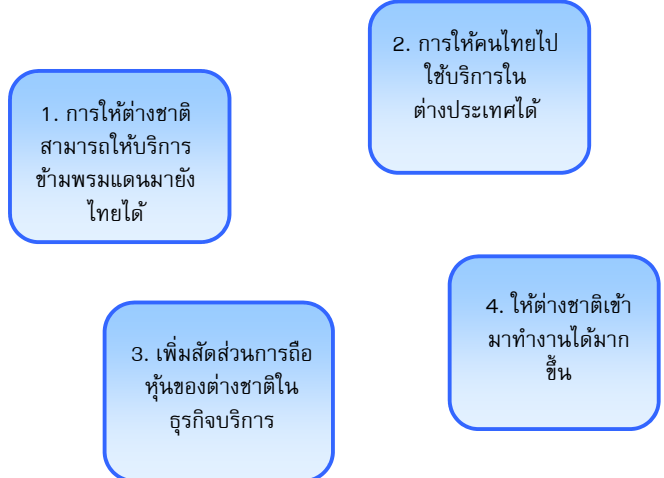 1. การให้ต่างชาติ
สามารถให้บริการ
ข้ามพรมแดนมายัง
ไทยได้
2. การให้คนไทยไป
ใช้บริการใน
ต่างประเทศได้
3. เพิ่มสัดส่วนการถือ
หุ้นของต่างชาติใน
ธุรกิจบริการ
4. ให้ต่างชาติเข้า
มาทำงานได้มาก
ขึ้น